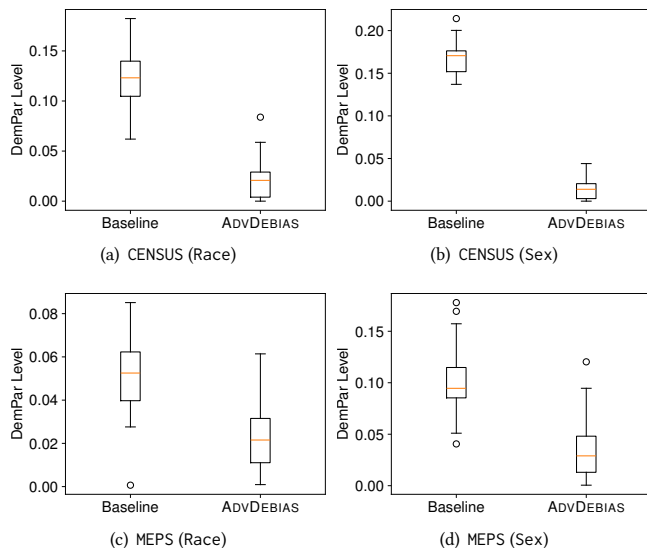 DemPar Level
0.15
0.10
0.05
0.00
Baseline
ADVDEBIAS
(a) CENSUS (Race)
DemPar Level
0.20
0.15
0.10
0.05
0.00
Baseline
ADVDEBIAS
(b) CENSUS (Sex)
DemPar Level
0.08
0.06
0.04
0.02
0.00
Baseline
ADVDEBIAS
(c) MEPS (Race)
DemPar Level
0.15
0.10
0.05
0.00
Baseline
ADVDEBIAS
(d) MEPS (Sex)